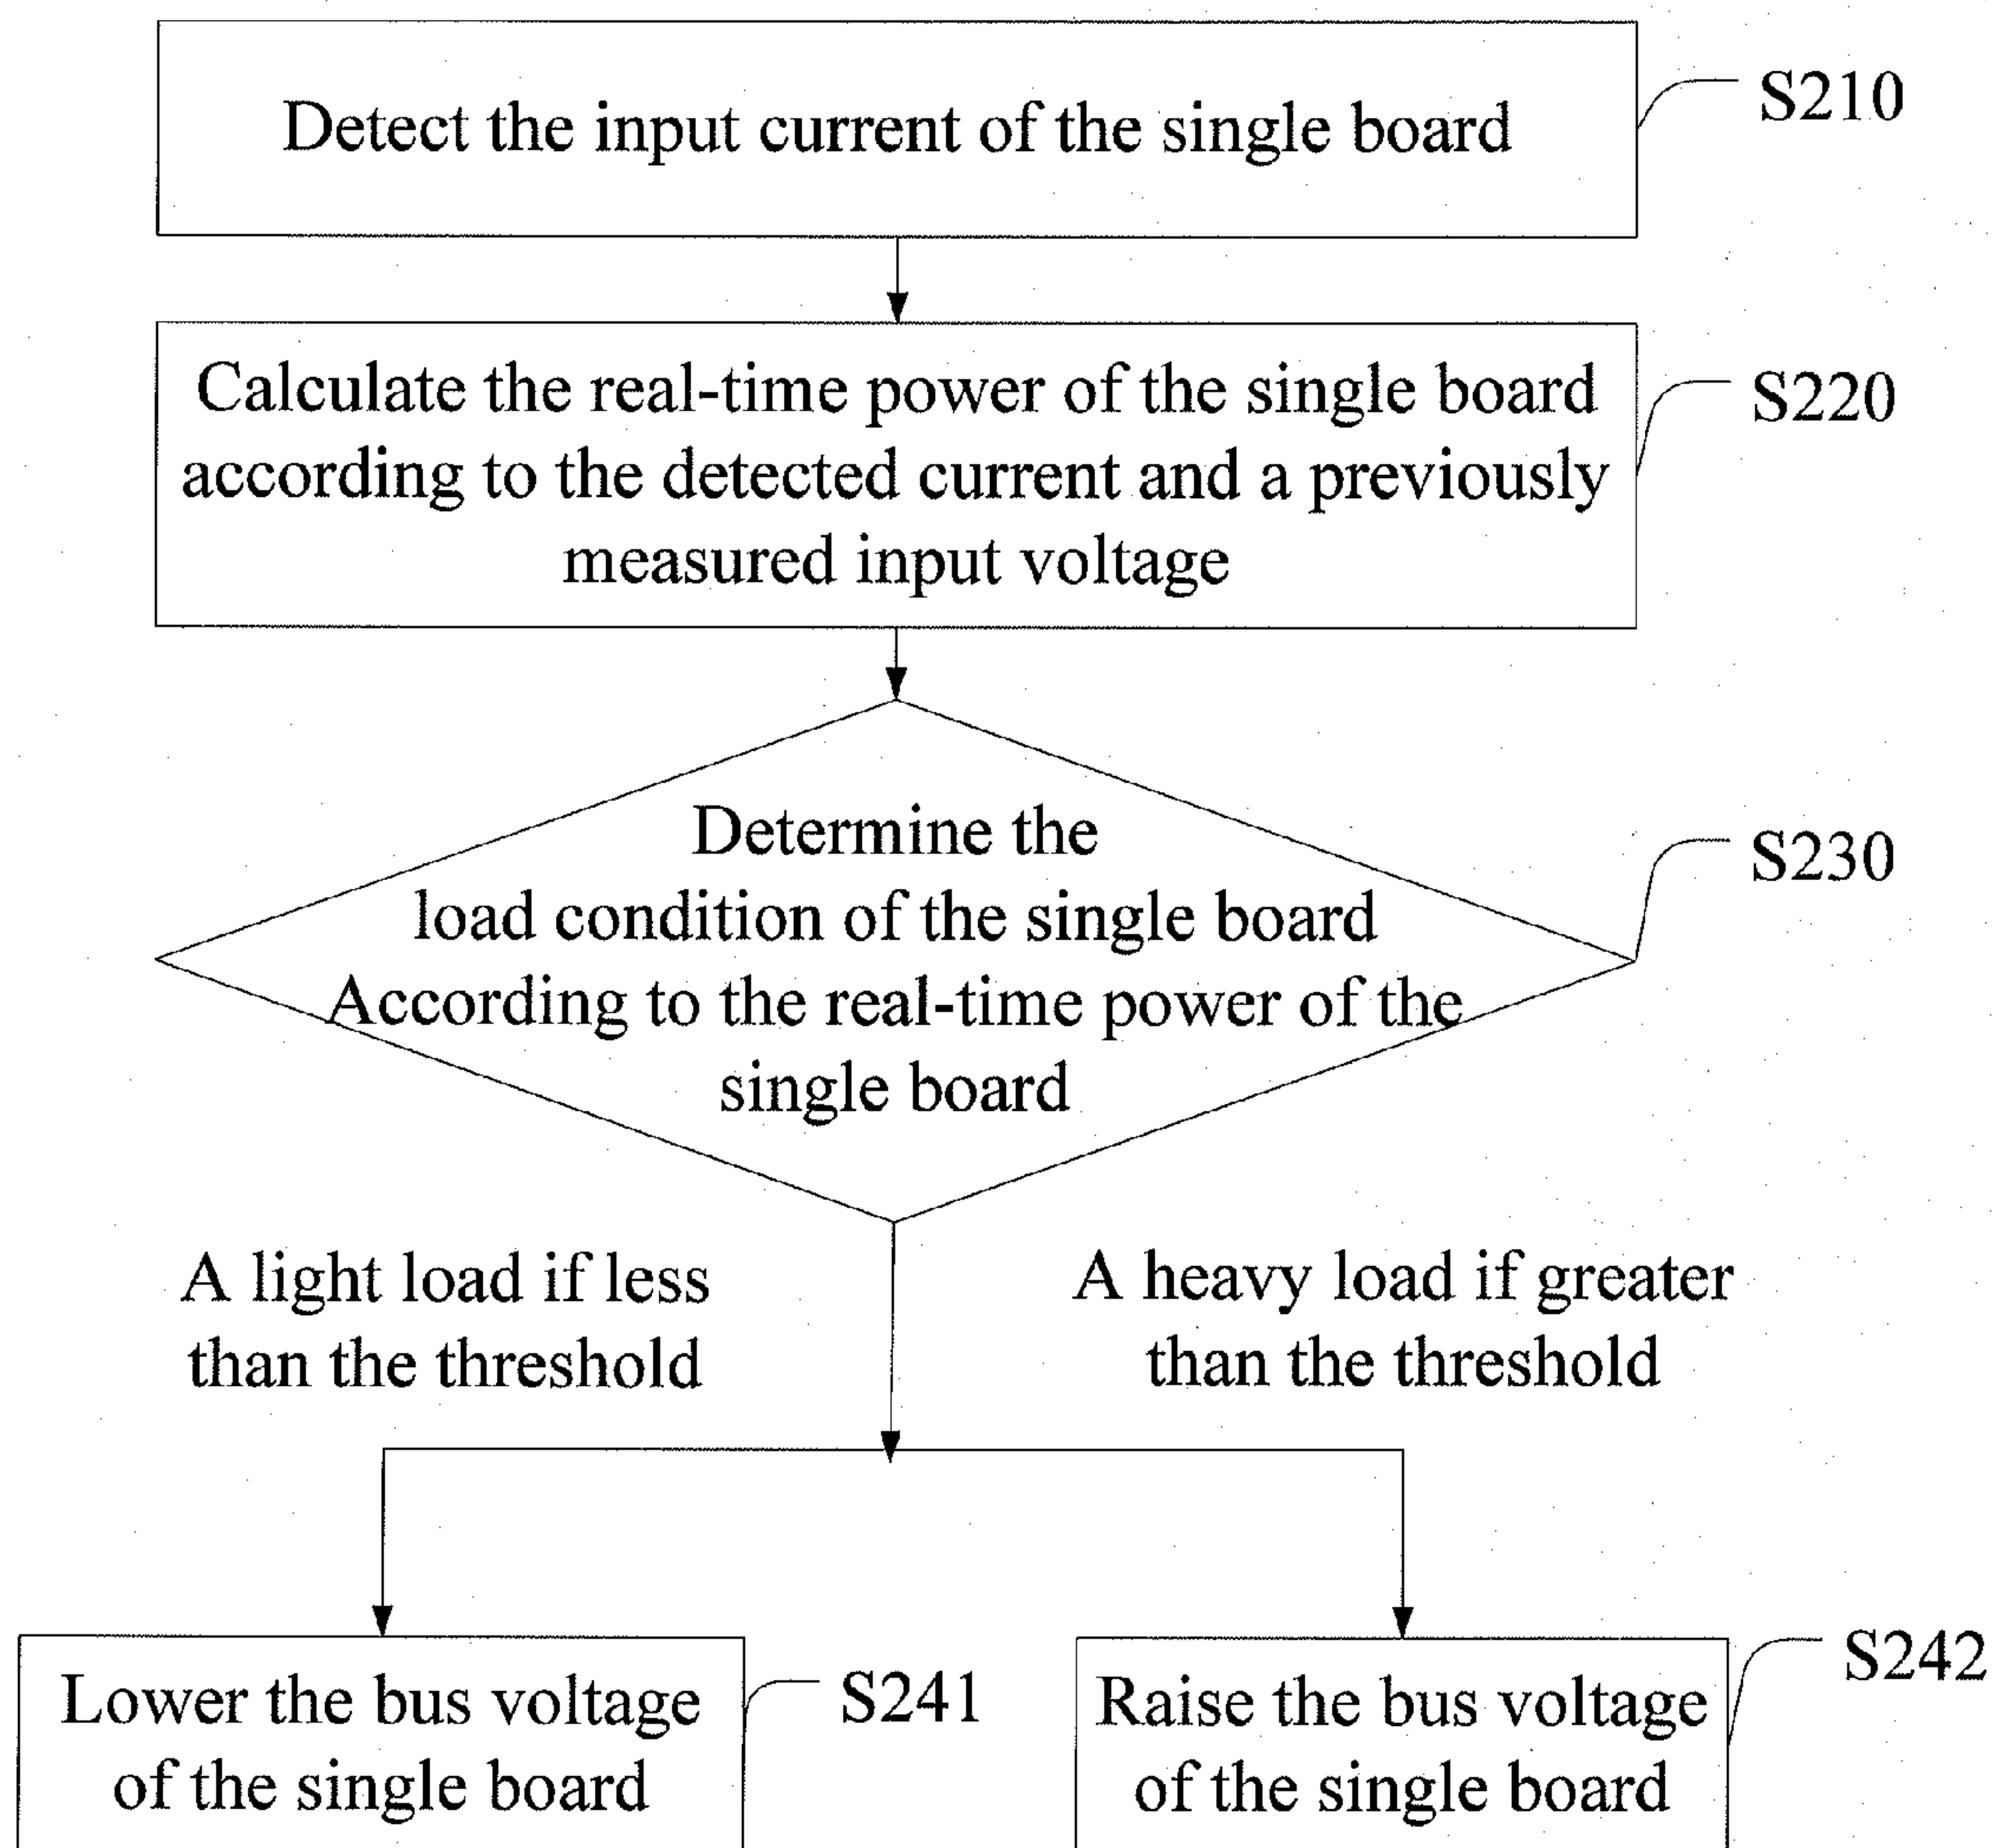 Detect the input current of the single board
S210
Calculate the real-time power of the single board
according to the detected current and a previously
measured input voltage
S220
Determine the
load condition of the single board
According to the real-time power of the
single board
S230
A light load if less
than the threshold
A heavy load if greater
than the threshold
Lower the bus voltage
of the single board
S241
Raise the bus voltage
of the single board
S242